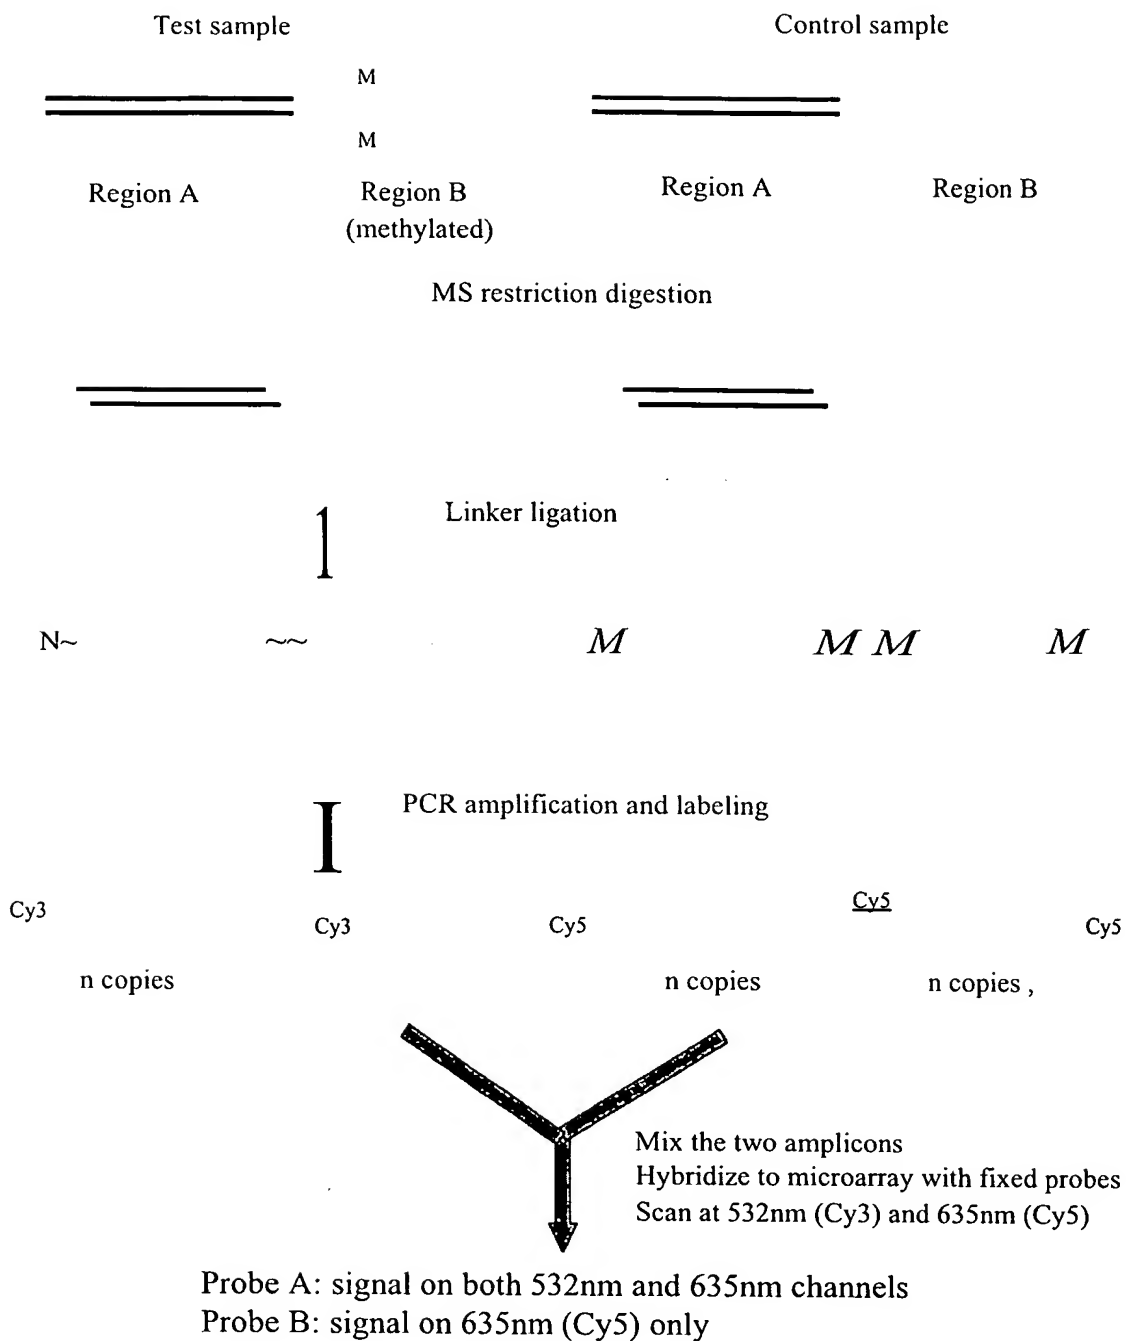 Test sample
Control sample
M
M
Region A
Region B
(methylated)
Region A
Region B
MS restriction digestion
1
Linker ligation
N~
~~
M
M M
M
I
PCR amplification and labeling
Cy3
Cy3
Cy5
Cy5
Cy5
n copies
n copies
n copies ,
Mix the two amplicons
Hybridize to microarray with fixed probes
Scan at 532nm (Cy3) and 635nm (Cy5)
Probe A: signal on both 532nm and 635nm channels
Probe B: signal on 635nm (Cy5) only